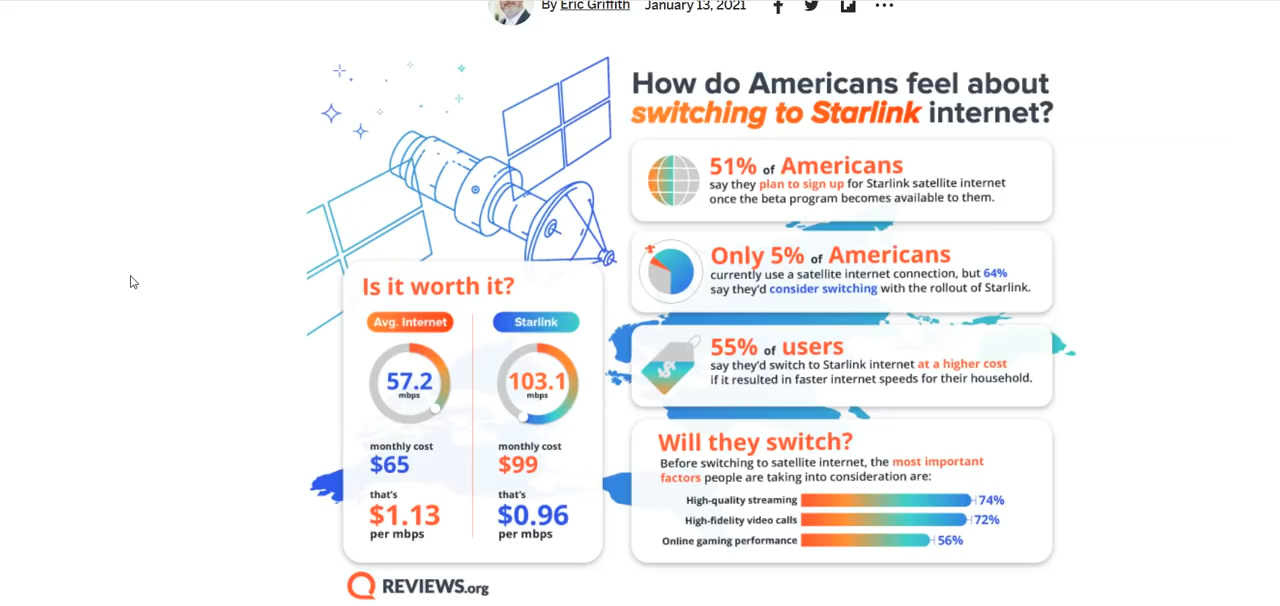 By Eric Griffith January 13, 2021
How do Americans feel about
switching to Starlink internet?
51% of Americans
say they plan to sign up for Starlink satellite internet
once the beta program becomes available to them.
Only 5% of Americans
currently use a satellite internet connection, but 64%
say they'd consider switching with the rollout of Starlink.
55% of users
say they'd switch to Starlink internet at a higher cost
if it resulted in faster internet speeds for their household.
Is it worth it?
Avg. Internet
57.2
mbps
monthly cost
$65
that's
$1.13
per mbps
Starlink
103.1
mbps
monthly cost
$99
that's
$0.96
per mbps
Will they switch?
Before switching to satellite internet, the most important
factors people are taking into consideration are:
High-quality streaming 74%
High-fidelity video calls 72%
Online gaming performance 56%
REVIEWS.org